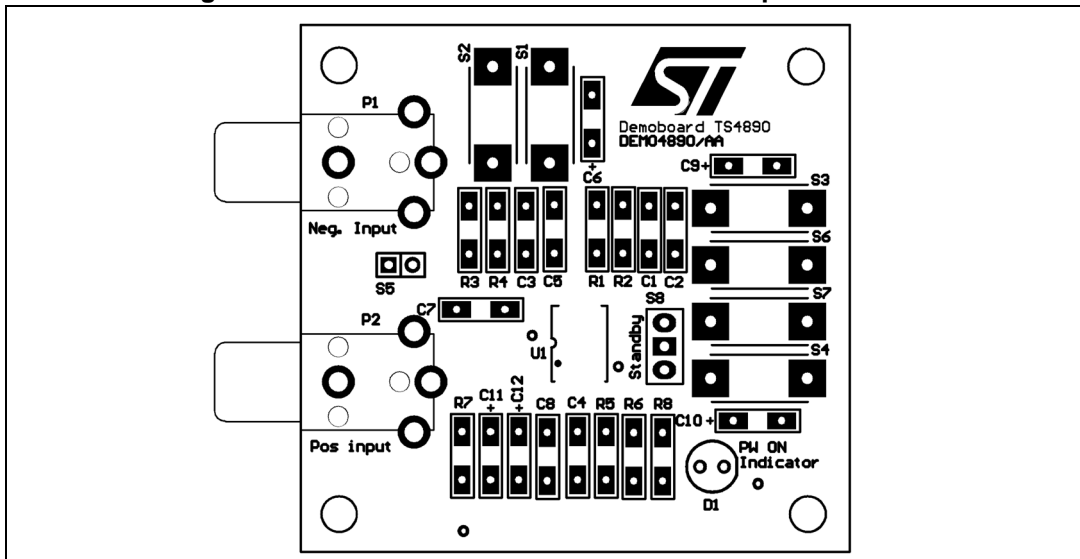 S2
S1
P1
ST
Demoboard TS4890
DEMO4890/AA
+
C6
C9+
S3
Neg. Input
S6
R3 R4 C3 C5 R1 R2 C1 C2
S5
S8
S7
C7
P2
U1
Standby
S4
R7 C11 + +C12 C8 C4 R5 R6 R8
C10+
Pos input
PW ON
Indicator
D1